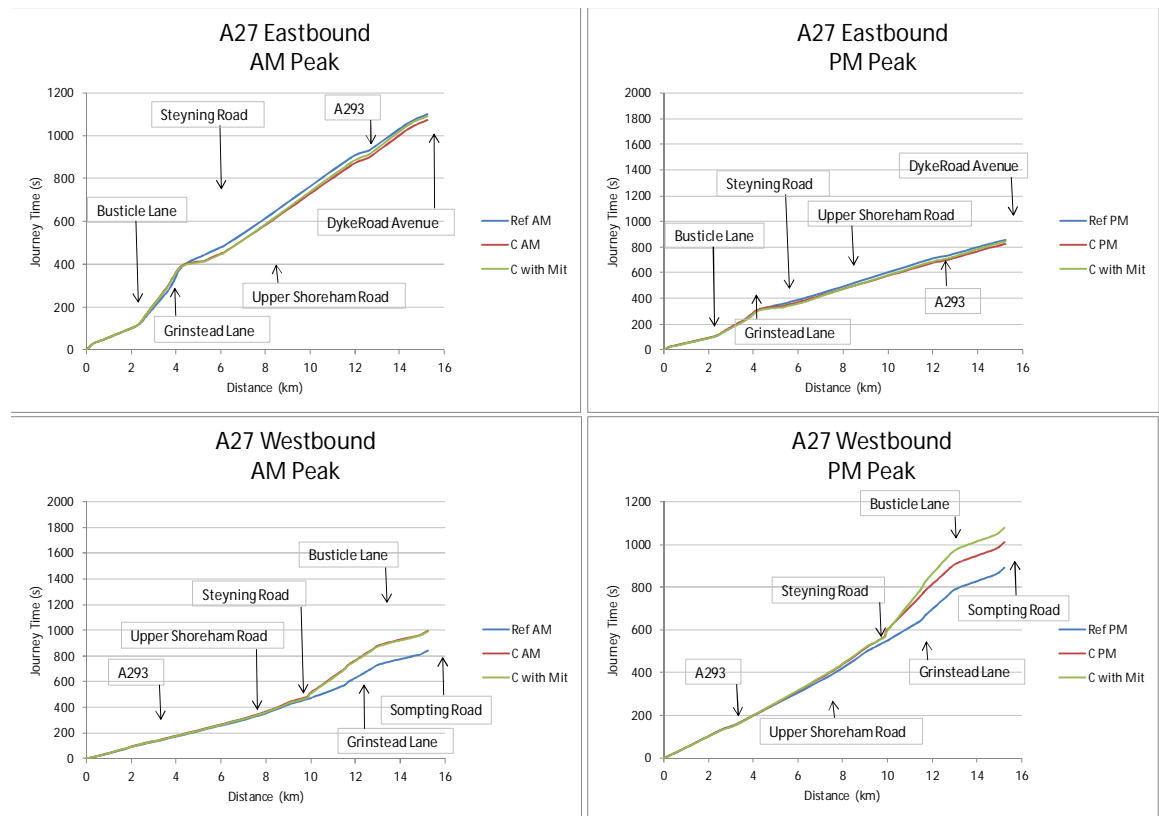 A27 Eastbound
AM Peak
1200
1000
800
600
400
200
0
0 2 4 6 8 10 12 14 16
Journey Time (s)
Distance (km)
Steyning Road
A293
Busticle Lane
DykeRoad Avenue
Upper Shoreham Road
Grinstead Lane
Ref AM
C AM
C with Mit
A27 Eastbound
PM Peak
2000
1800
1600
1400
1200
1000
800
600
400
200
0
0 2 4 6 8 10 12 14 16
Journey Time (s)
Distance (km)
DykeRoad Avenue
Steyning Road
Upper Shoreham Road
Busticle Lane
A293
Grinstead Lane
Ref PM
C PM
C with Mit
A27 Westbound
AM Peak
2000
1800
1600
1400
1200
1000
800
600
400
200
0
0 2 4 6 8 10 12 14 16
Journey Time (s)
Distance (km)
Busticle Lane
Steyning Road
Upper Shoreham Road
A293
Sompting Road
Grinstead Lane
Ref AM
C AM
C with Mit
A27 Westbound
PM Peak
1200
1000
800
600
400
200
0
0 2 4 6 8 10 12 14 16
Journey Time (s)
Distance (km)
Busticle Lane
Steyning Road
Sompting Road
A293
Grinstead Lane
Upper Shoreham Road
Ref PM
C PM
C with Mit